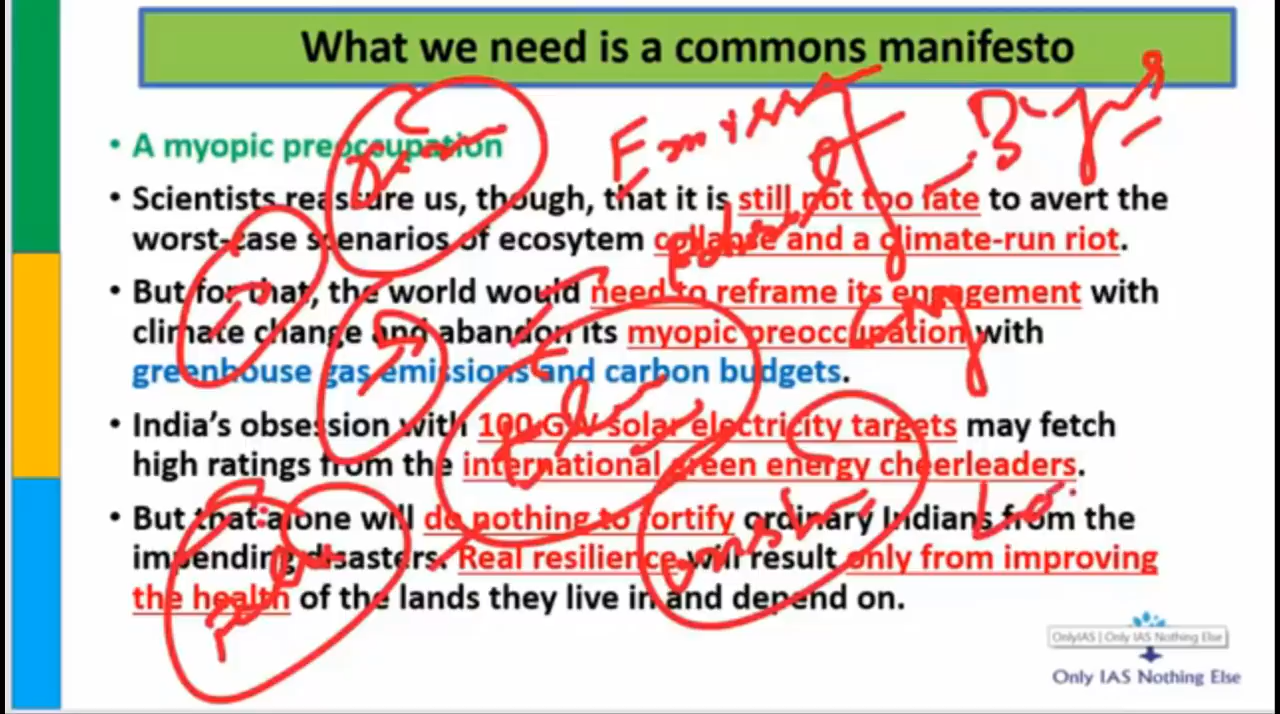 What we need is a commons manifesto
• A myopic preoccupation
• Scientists reassure us, though, that it is still not too late to avert the
worst-case scenarios of ecosytem collapse and a climate-run riot.
• But for that, the world would need to reframe its engagement with
climate change and abandon its myopic preoccupation with
greenhouse gas emissions and carbon budgets.
• India's obsession with 100 GW solar electricity targets may fetch
high ratings from the international green energy cheerleaders.
• But that alone will do nothing to fortify ordinary Indians from the
impending disasters. Real resilience will result only from improving
the health of the lands they live in and depend on.
OnlyIAS | Only IAS Nothing Else
Only IAS Nothing Else